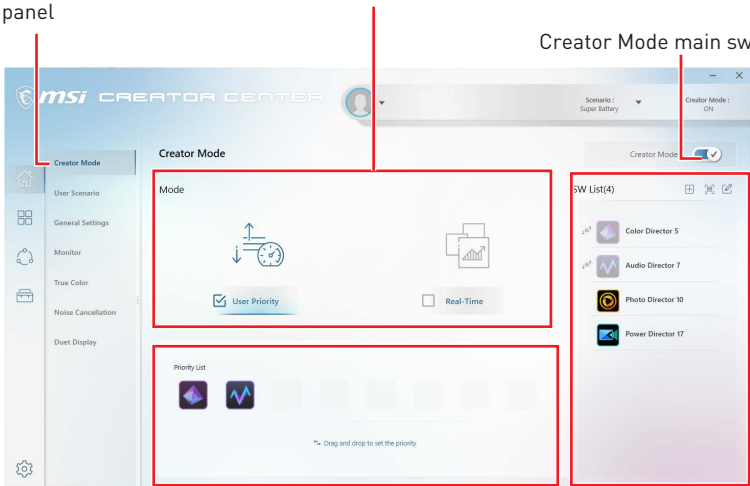 panel
Creator Mode main sw
msi CREATOR CENTER
Scenario :
Super Battery
Creator Mode :
ON
Creator Mode
Creator Mode
Creator Mode
User Scenario
General Settings
Monitor
True Color
Noise Cancellation
Duet Display
Mode
User Priority
Real-Time
Priority List
Drag and drop to set the priority
SW List(4)
Color Director 5
Audio Director 7
Photo Director 10
Power Director 17